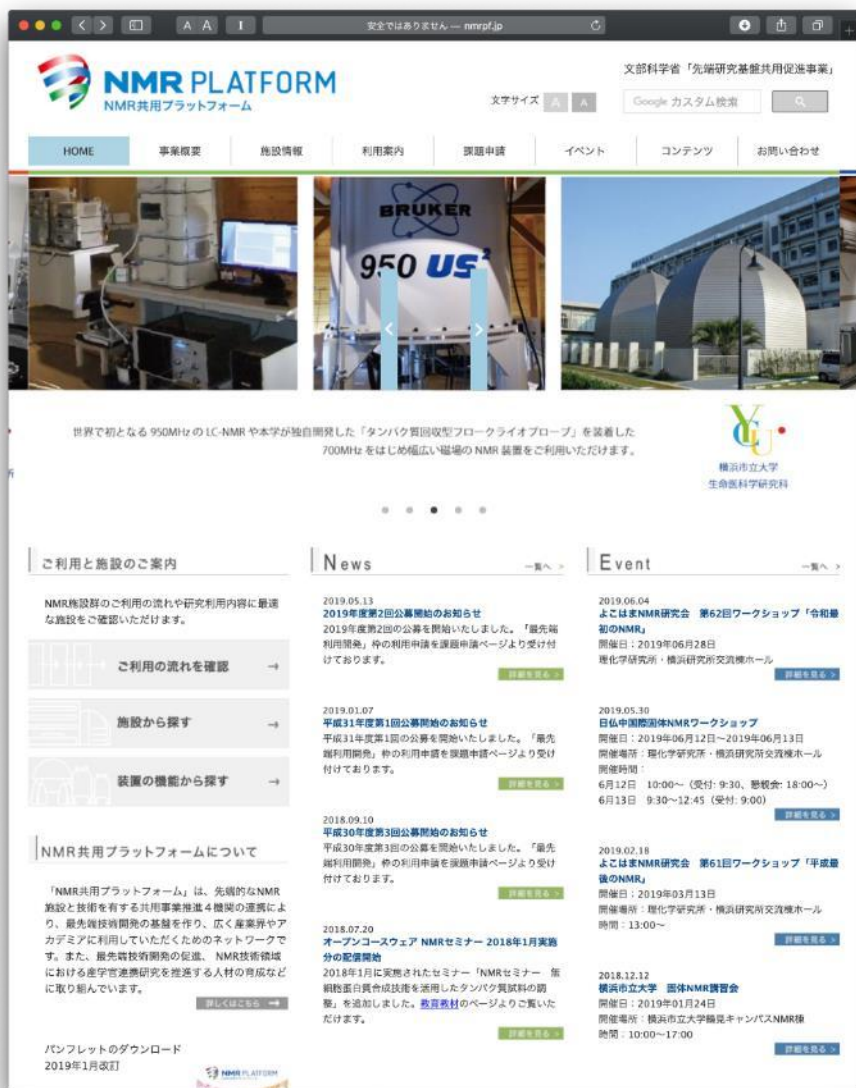 A A
I
安全ではありません — nmrpf.jp
NMR PLATFORM
NMR共用プラットフォーム
文字サイズ A A
文部科学省「先端研究基盤共用促進事業」
Google カスタム検索
HOME 事業概要 施設情報 利用案内 課題申請 イベント コンテンツ お問い合わせ
BRUKER
950 US²
世界で初となる 950MHz の LC-NMR や本学が独自開発した「タンパク質回収型フロークライオプローブ」を装着した
700MHz をはじめ幅広い磁場の NMR 装置をご利用いただけます。
YCU
横浜市立大学
生命医科学研究科
所
ご利用と施設のご案内
NMR施設群のご利用の流れや研究利用内容に最適
な施設をご確認いただけます。
ご利用の流れを確認 →
施設から探す →
装置の機能から探す →
NMR共用プラットフォームについて
「NMR共用プラットフォーム」は、先端的なNMR
施設と技術を有する共用事業推進4機関の連携によ
り、最先端技術開発の基盤を作り、広く産業界やア
カデミアに利用していただくためのネットワークで
す。また、最先端技術開発の促進、 NMR技術領域
における産学官連携研究を推進する人材の育成など
に取り組んでいます。
詳しくはこちら →
パンフレットのダウンロード
2019年1月改訂
NMR PLATFORM
News 一覧へ >
2019.05.13
2019年度第2回公募開始のお知らせ
2019年度第2回の公募を開始いたしました。「最先端
利用開発」枠の利用申請を課題申請ページより受け付
けております。
詳細を見る >
2019.01.07
平成31年度第1回公募開始のお知らせ
平成31年度第1回の公募を開始いたしました。「最先
端利用開発」枠の利用申請を課題申請ページより受け
付けております。
詳細を見る >
2018.09.10
平成30年度第3回公募開始のお知らせ
平成30年度第3回の公募を開始いたしました。「最先
端利用開発」枠の利用申請を課題申請ページより受け
付けております。
詳細を見る >
2018.07.20
オープンコースウェア NMRセミナー 2018年1月実施
分の配信開始
2018年1月に実施されたセミナー「NMRセミナー 無
細胞蛋白質合成技術を活用したタンパク質試料の調
整」を追加しました。教育教材のページよりご覧いた
だけます。
詳細を見る >
Event 一覧へ >
2019.06.04
よこはまNMR研究会 第62回ワークショップ「令和最
初のNMR」
開催日：2019年06月28日
理化学研究所・横浜研究所交流棟ホール
詳細を見る >
2019.05.30
日仏中国際固体NMRワークショップ
開催日：2019年06月12日～2019年06月13日
開催場所：理化学研究所・横浜研究所交流棟ホール
開催時間：
6月12日 10:00～（受付: 9:30、懇親会: 18:00～）
6月13日 9:30～12:45（受付: 9:00）
詳細を見る >
2019.02.18
よこはまNMR研究会 第61回ワークショップ「平成最
後のNMR」
開催日：2019年03月13日
開催場所：理化学研究所・横浜研究所交流棟ホール
時間：13:00～
詳細を見る >
2018.12.12
横浜市立大学 固体NMR講習会
開催日：2019年01月24日
開催場所：横浜市立大学鶴見キャンパスNMR棟
時間：10:00～17:00
詳細を見る >